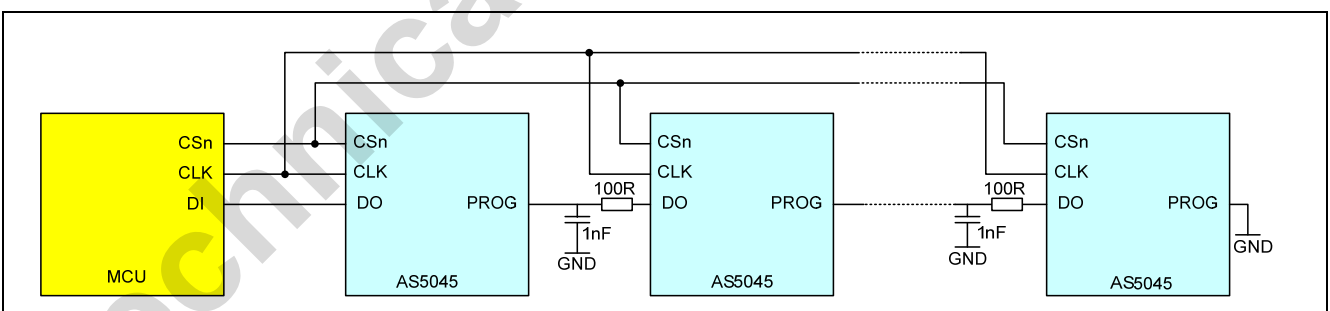 chnica
CSn
CLK
DI
MCU
CSn
CLK
DO
PROG
AS5045
1nF
GND
100R
CSn
CLK
DO
PROG
AS5045
1nF
GND
100R
CSn
CLK
DO
PROG
AS5045
GND